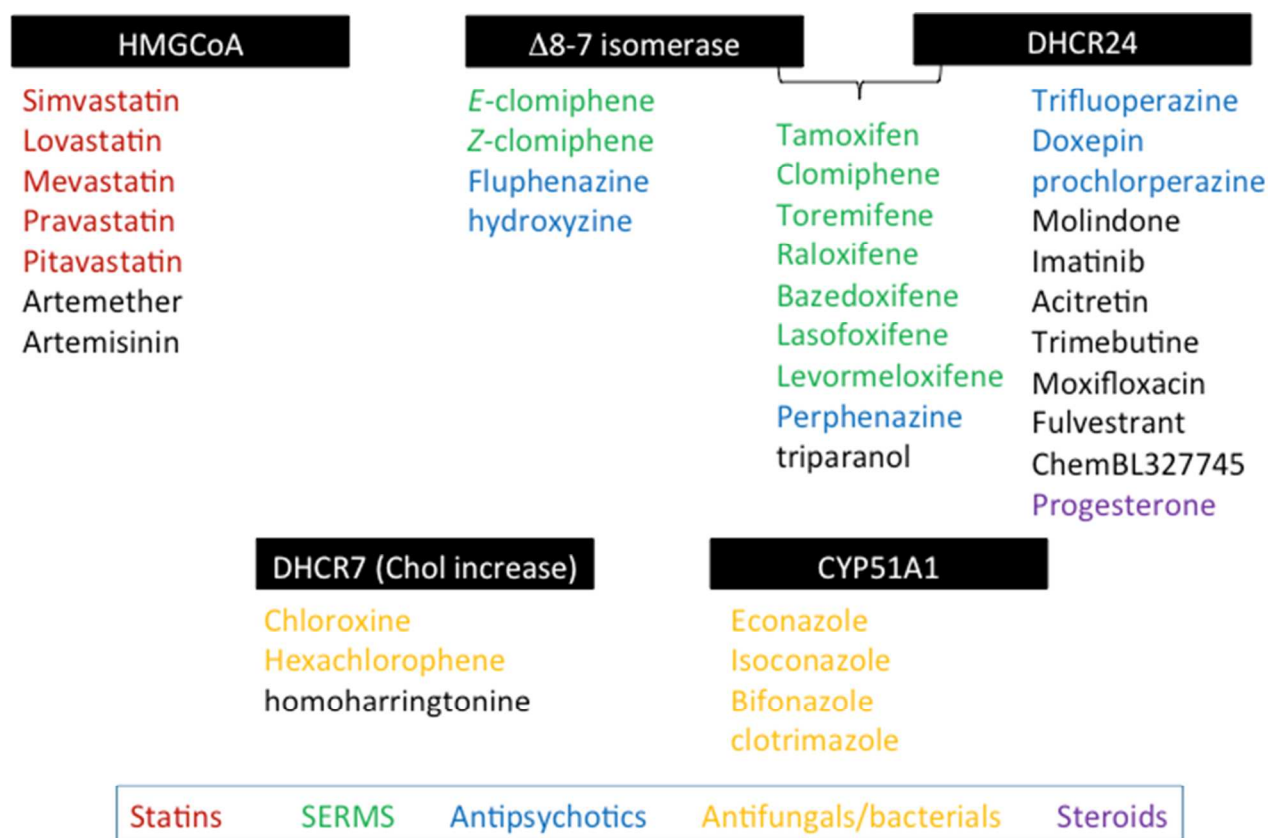 HMGCoA
Simvastatin
Lovastatin
Mevastatin
Pravastatin
Pitavastatin
Artemether
Artemisinin
Δ8-7 isomerase
E-clomiphene
Z-clomiphene
Fluphenazine
hydroxyzine
Tamoxifen
Clomiphene
Toremifene
Raloxifene
Bazedoxifene
Lasofoxifene
Levormeloxifene
Perphenazine
triparanol
DHCR24
Trifluoperazine
Doxepin
prochlorperazine
Molindone
Imatinib
Acitretin
Trimebutine
Moxifloxacin
Fulvestrant
ChemBL327745
Progesterone
DHCR7 (Chol increase)
Chloroxine
Hexachlorophene
homoharringtonine
CYP51A1
Econazole
Isoconazole
Bifonazole
clotrimazole
Statins SERMS Antipsychotics Antifungals/bacterials Steroids